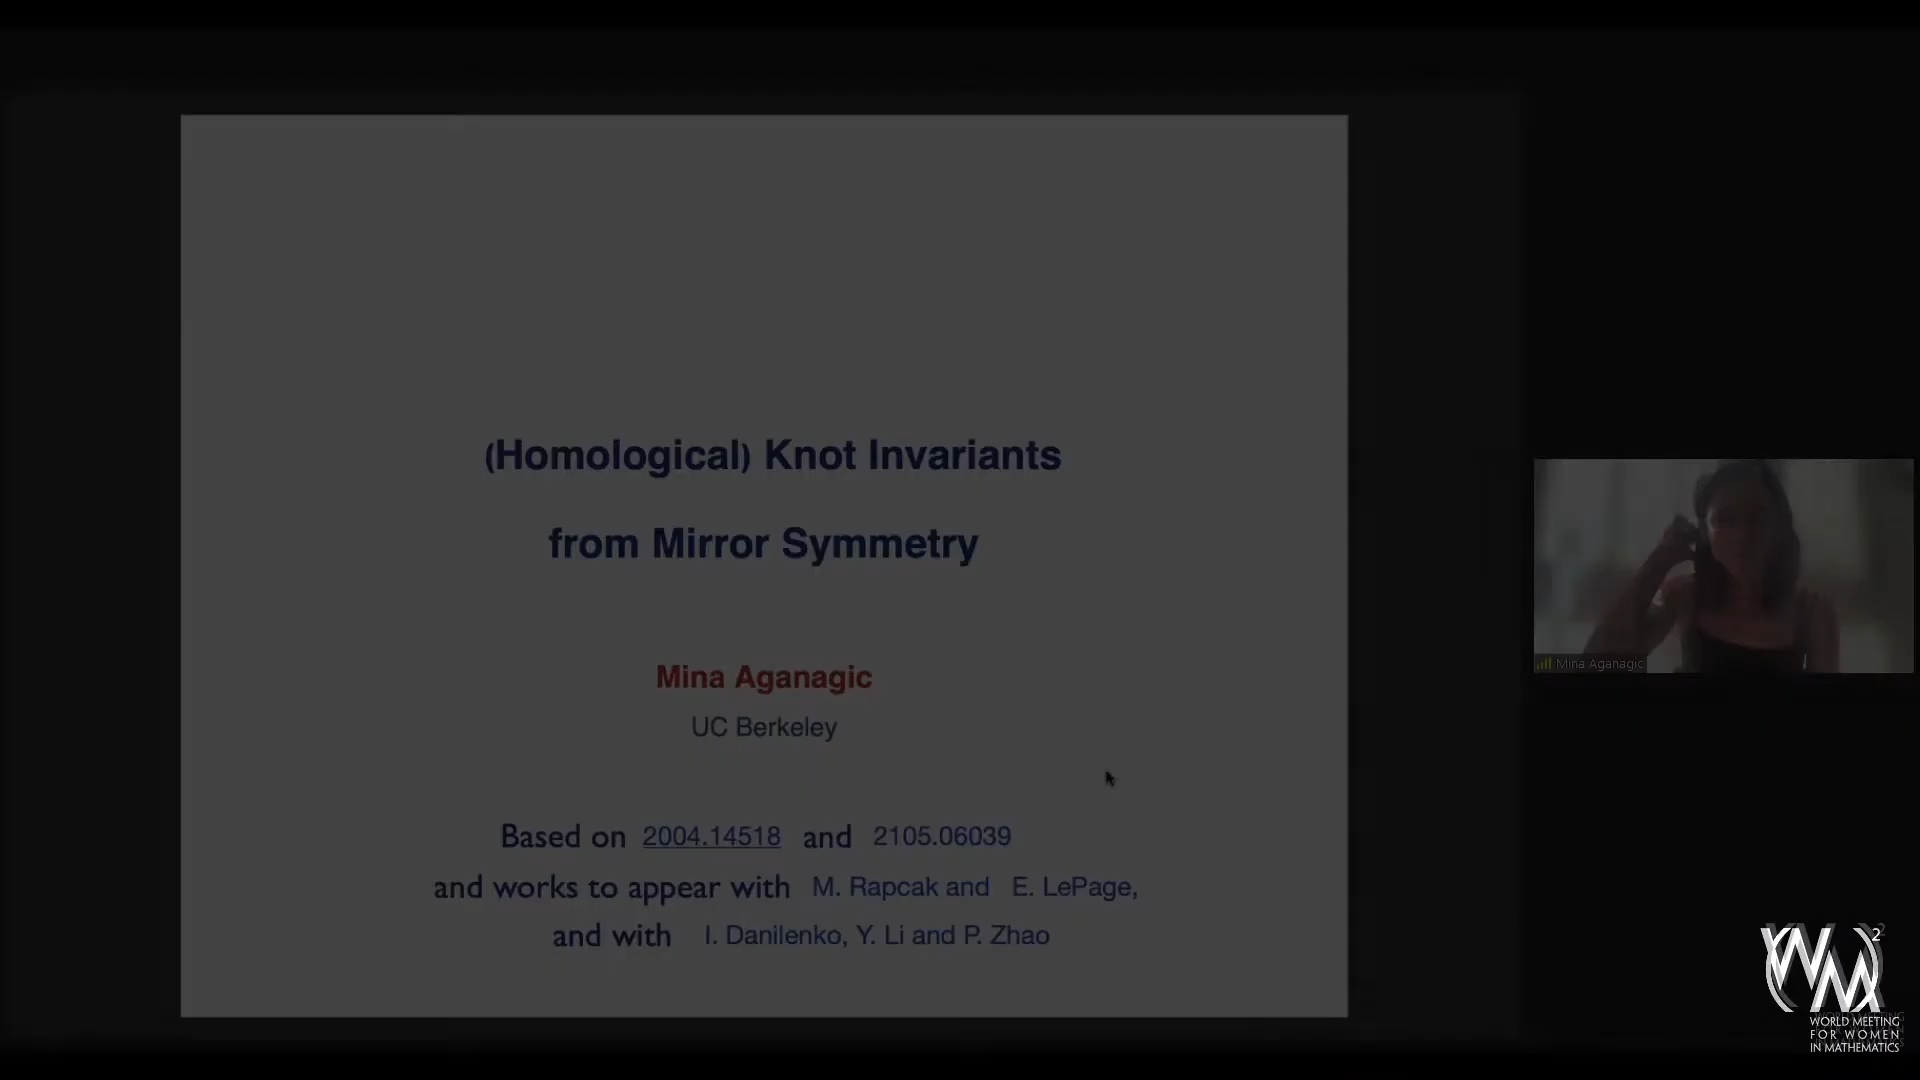 (Homological) Knot Invariants
from Mirror Symmetry
Mina Aganagic
UC Berkeley
Based on 2004.14518 and 2105.06039
and works to appear with M. Rapcak and E. LePage,
and with I. Danilenko, Y. Li and P. Zhao
Mina Aganagic
(WM)²
WORLD MEETING
FOR WOMEN
IN MATHEMATICS